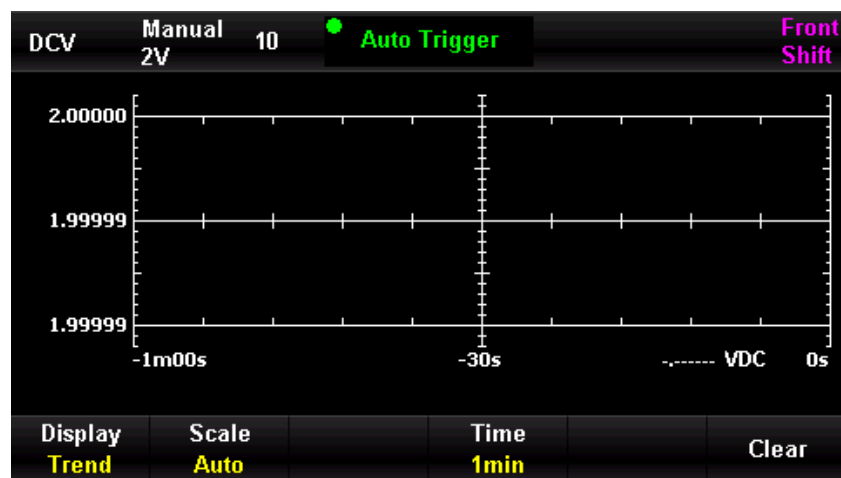 DCV Manual 10 Auto Trigger Front
2V Shift
2.00000
1.99999
1.99999
-1m00s -30s -.------ VDC 0s
Display Scale Time Clear
Trend Auto 1min